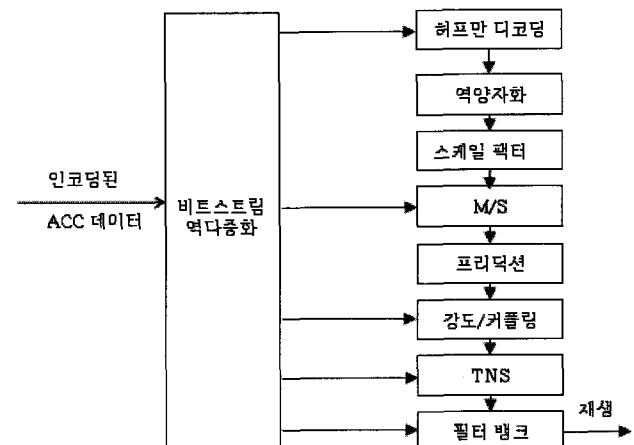 허프만 디코딩
역양자화
스케일 팩터
인코딩된
ACC 데이터
비트스트림
역다중화
M/S
프리딕션
강도/커플링
TNS
재생
필터 뱅크